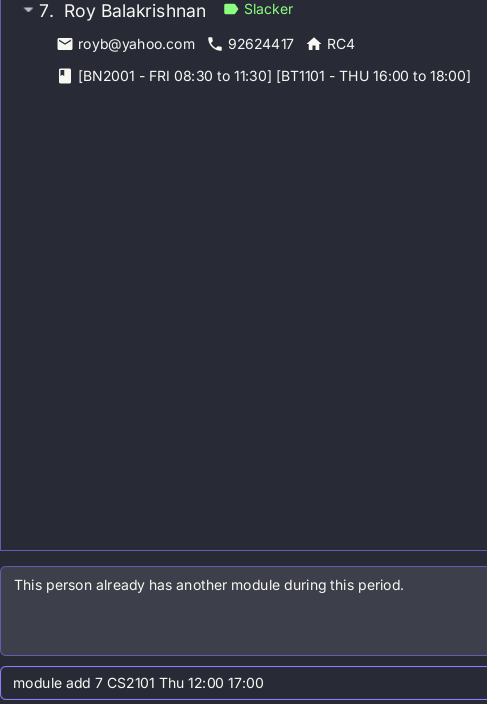 7. Roy Balakrishnan Slacker
royb@yahoo.com 92624417 RC4
[BN2001 - FRI 08:30 to 11:30] [BT1101 - THU 16:00 to 18:00]
This person already has another module during this period.
module add 7 CS2101 Thu 12:00 17:00